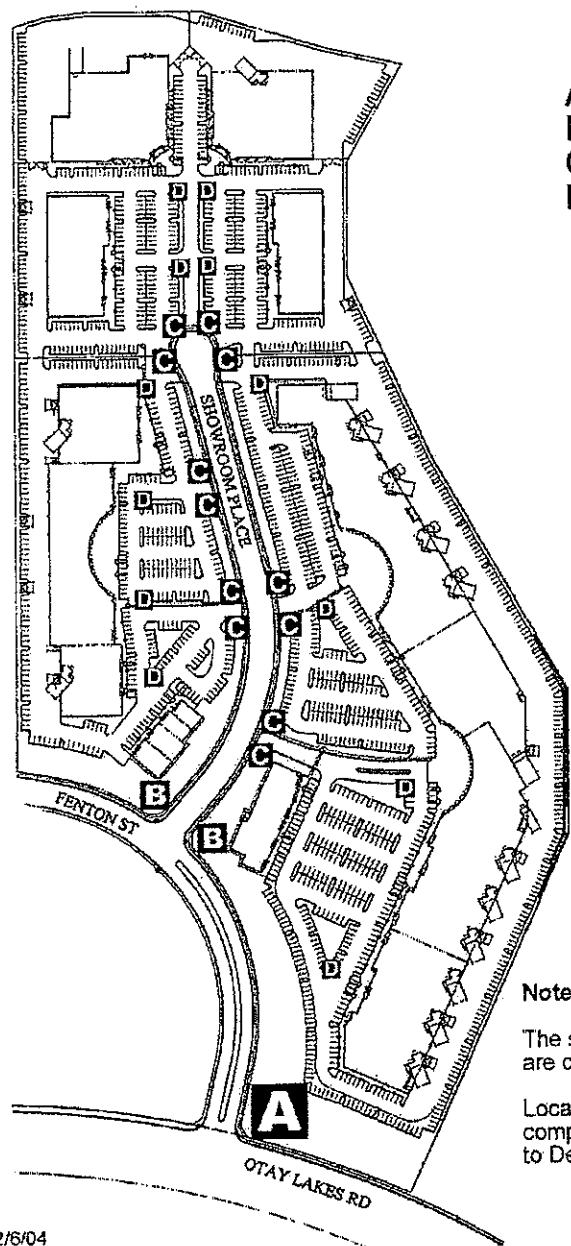 D D
D D
C C
C C
D D
SHOWROOM PLACE
C
D C
D C C
D
C C
D
C
C
B
D
FENTON ST
B
D
Note
The s
are c
A
Loca
comp
to De
OTAY LAKES RD
2/6/04